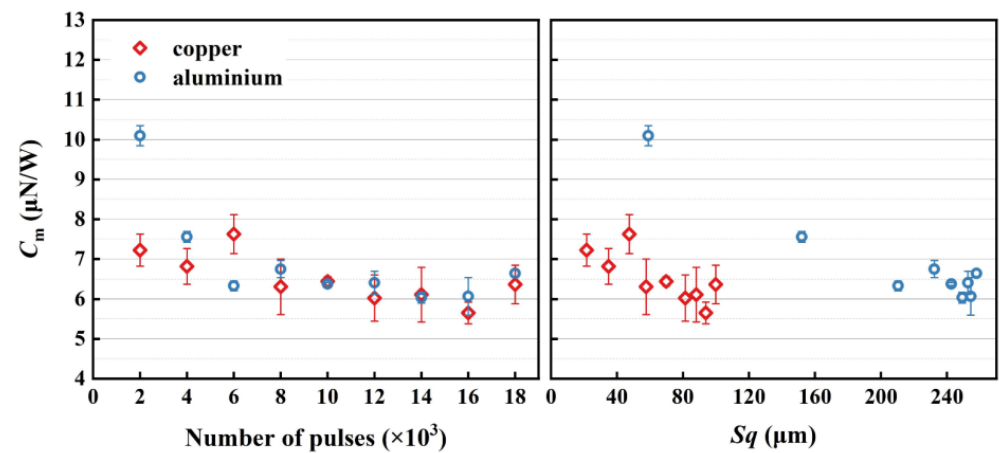 13
12
11
10
9
8
7
6
5
4
C_m (μN/W)
copper
aluminium
0 2 4 6 8 10 12 14 16 18
Number of pulses (×10³)
0 40 80 120 160 200 240
Sq (μm)